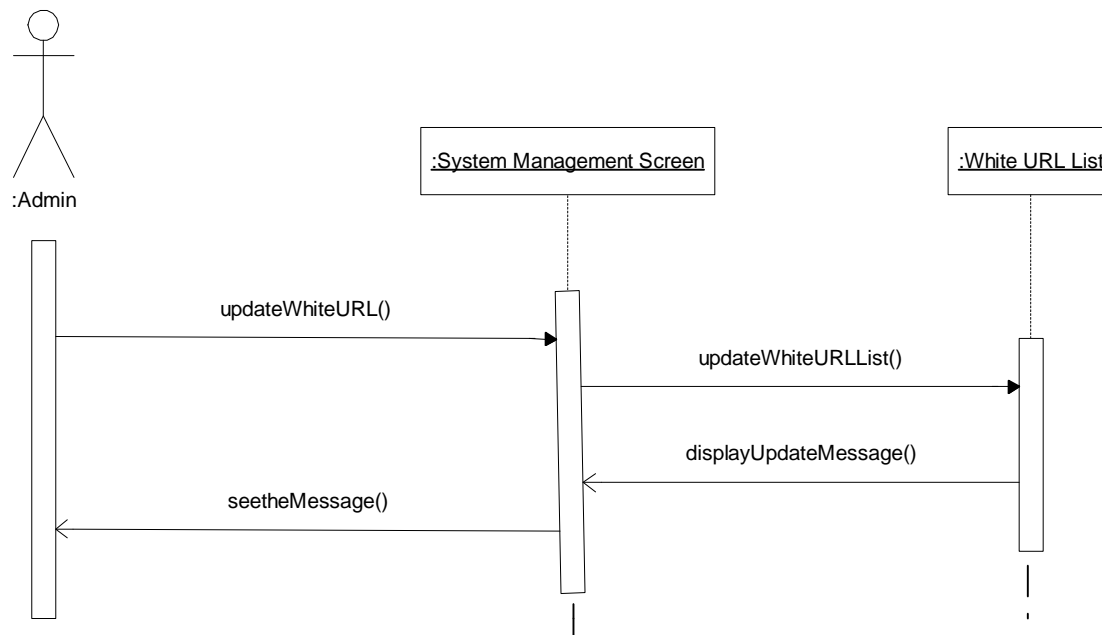 :System Management Screen
:White URL List
:Admin
updateWhiteURL()
updateWhiteURLList()
displayUpdateMessage()
seetheMessage()